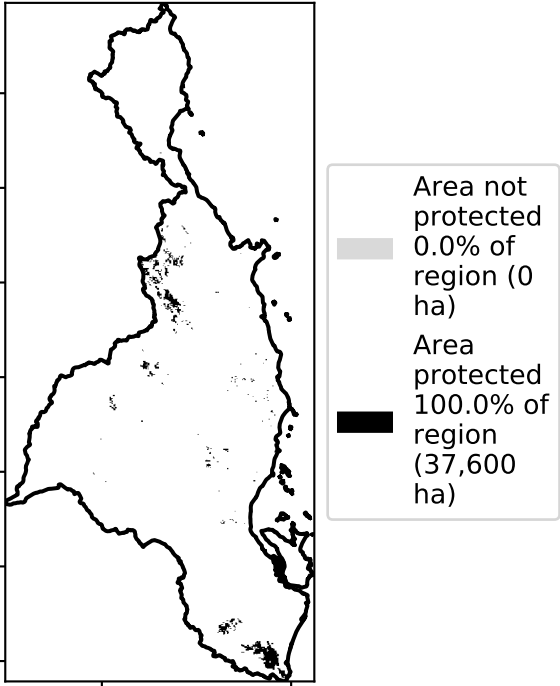 Area not
protected
0.0% of
region (0
ha)
Area
protected
100.0% of
region
(37,600
ha)